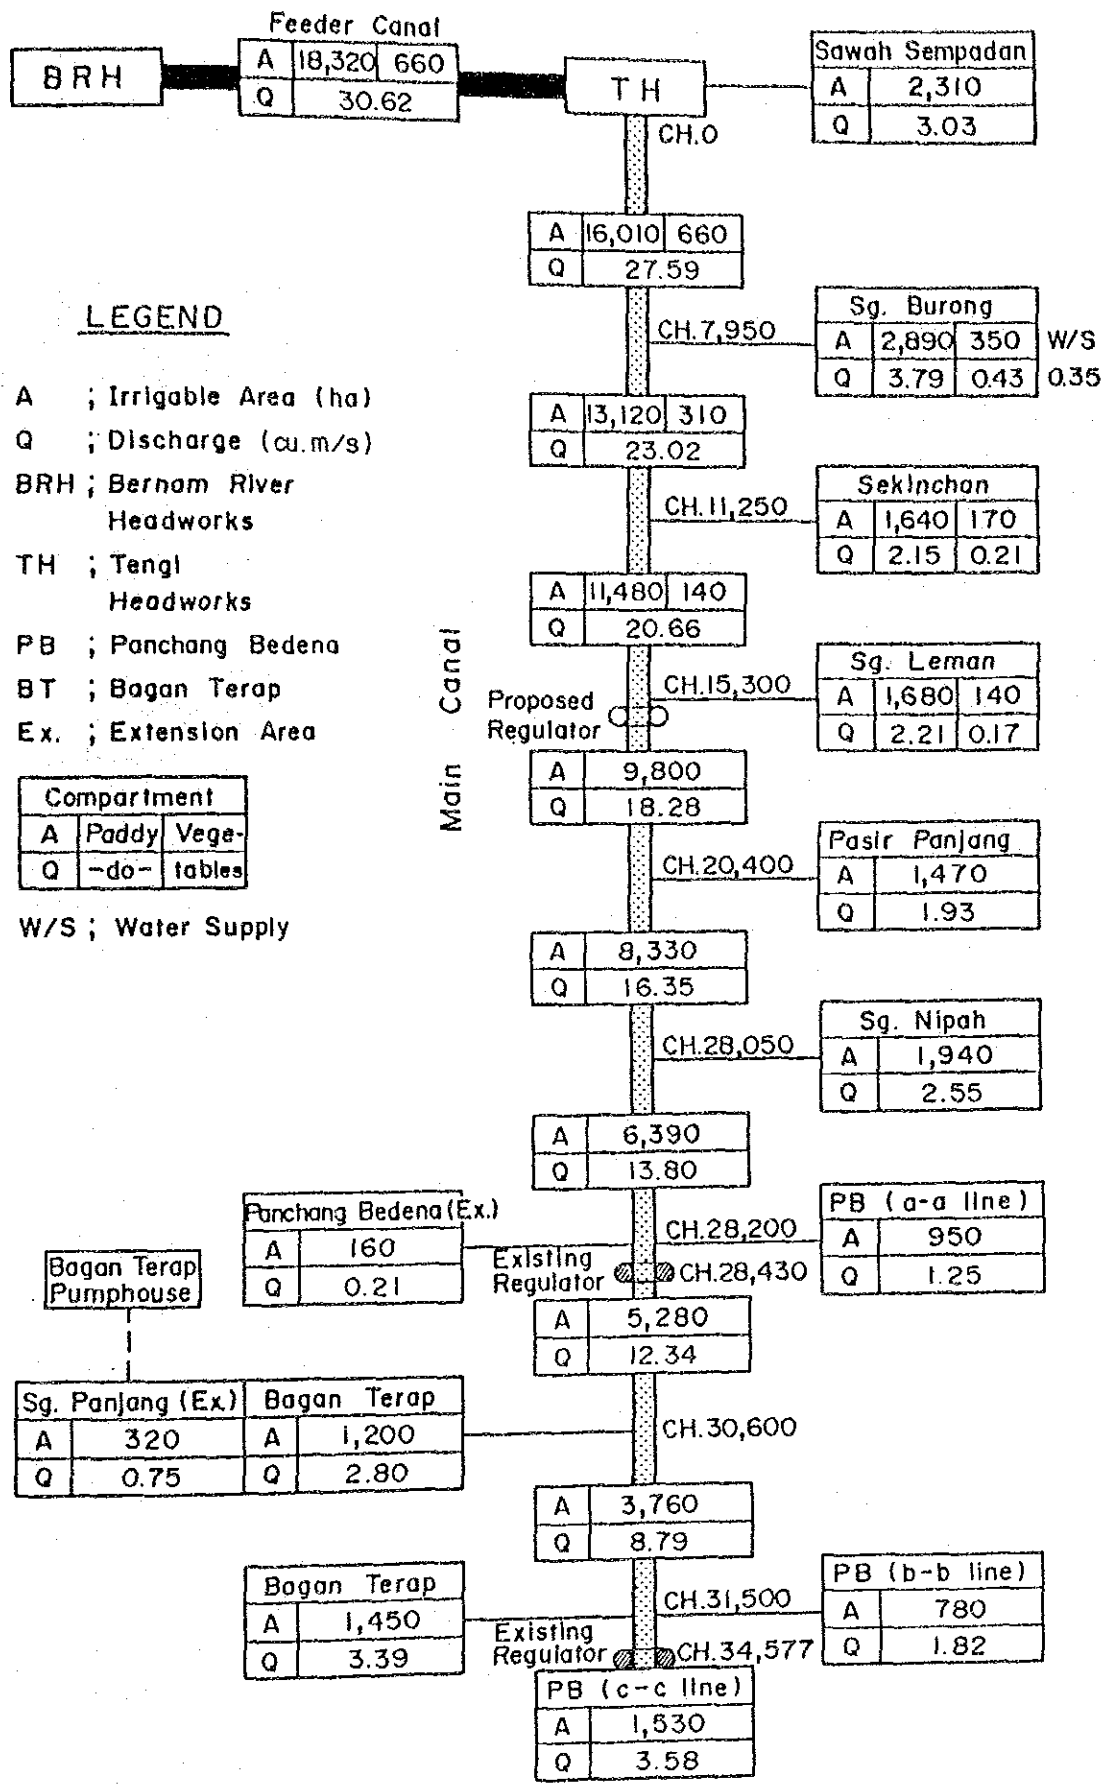 Feeder Canal
BRH
A 18,320 660
Q 30.62
TH
Sawah Sempadan
A 2,310
Q 3.03
CH.0
A 16,010 660
Q 27.59
LEGEND
A ; Irrigable Area (ha)
Q ; Discharge (cu.m/s)
BRH ; Bernam River
Headworks
TH ; Tengi
Headworks
PB ; Panchang Bedena
BT ; Bagan Terap
Ex. ; Extension Area
Compartment
A Paddy Vege-
Q -do- tables
W/S ; Water Supply
CH.7,950
Sg. Burong
A 2,890 350 W/S
Q 3.79 0.43 0.35
A 13,120 310
Q 23.02
CH.11,250
Sekinchan
A 1,640 170
Q 2.15 0.21
A 11,480 140
Q 20.66
Main Canal
CH.15,300
Proposed
Regulator
Sg. Leman
A 1,680 140
Q 2.21 0.17
A 9,800
Q 18.28
CH.20,400
Pasir Panjang
A 1,470
Q 1.93
A 8,330
Q 16.35
CH.28,050
Sg. Nipah
A 1,940
Q 2.55
A 6,390
Q 13.80
Panchang Bedena (Ex.)
A 160
Q 0.21
CH.28,200
PB (a-a line)
A 950
Q 1.25
Existing
Regulator
CH.28,430
Bagan Terap
Pumphouse
A 5,280
Q 12.34
Sg. Panjang (Ex.)
A 320
Q 0.75
Bagan Terap
A 1,200
Q 2.80
CH.30,600
A 3,760
Q 8.79
Bagan Terap
A 1,450
Q 3.39
CH.31,500
PB (b-b line)
A 780
Q 1.82
Existing
Regulator
CH.34,577
PB (c-c line)
A 1,530
Q 3.58